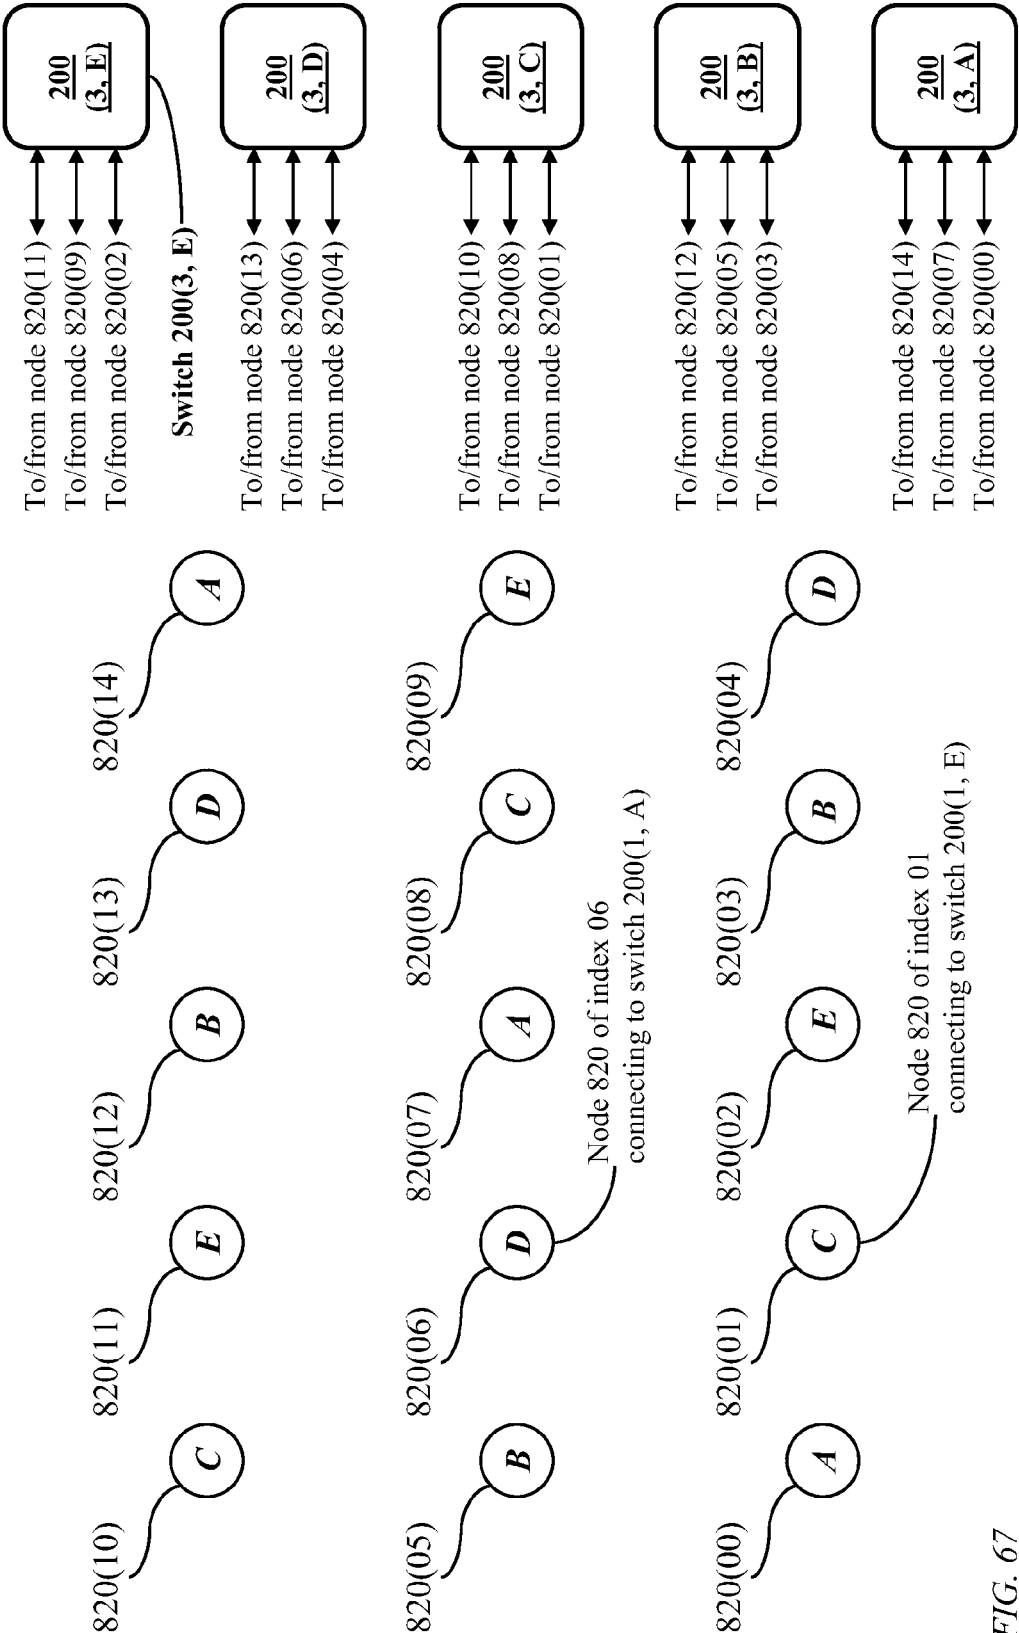 820(10)
820(11)
820(12)
820(13)
820(14)
C
E
B
D
A
To/from node 820(11)
To/from nodc 820(09)
To/from node 820(02)
200
(3, E)
Switch 200(3, E)
To/from node 820(13)
To/from node 820(06)
To/from node 820(04)
200
(3, D)
820(05)
820(06)
820(07)
820(08)
820(09)
B
D
A
C
E
Node 820 of index 06
connecting to switch 200(1, A)
To/from node 820(10)
To/from node 820(08)
To/from node 820(01)
200
(3, C)
To/from node 820(12)
To/from node 820(05)
To/from node 820(03)
200
(3, B)
820(00)
820(01)
820(02)
820(03)
820(04)
A
C
E
B
D
Node 820 of index 01
connecting to switch 200(1, E)
To/from node 820(14)
To/from node 820(07)
To/from nodc 820(00)
200
(3, A)
FIG. 67